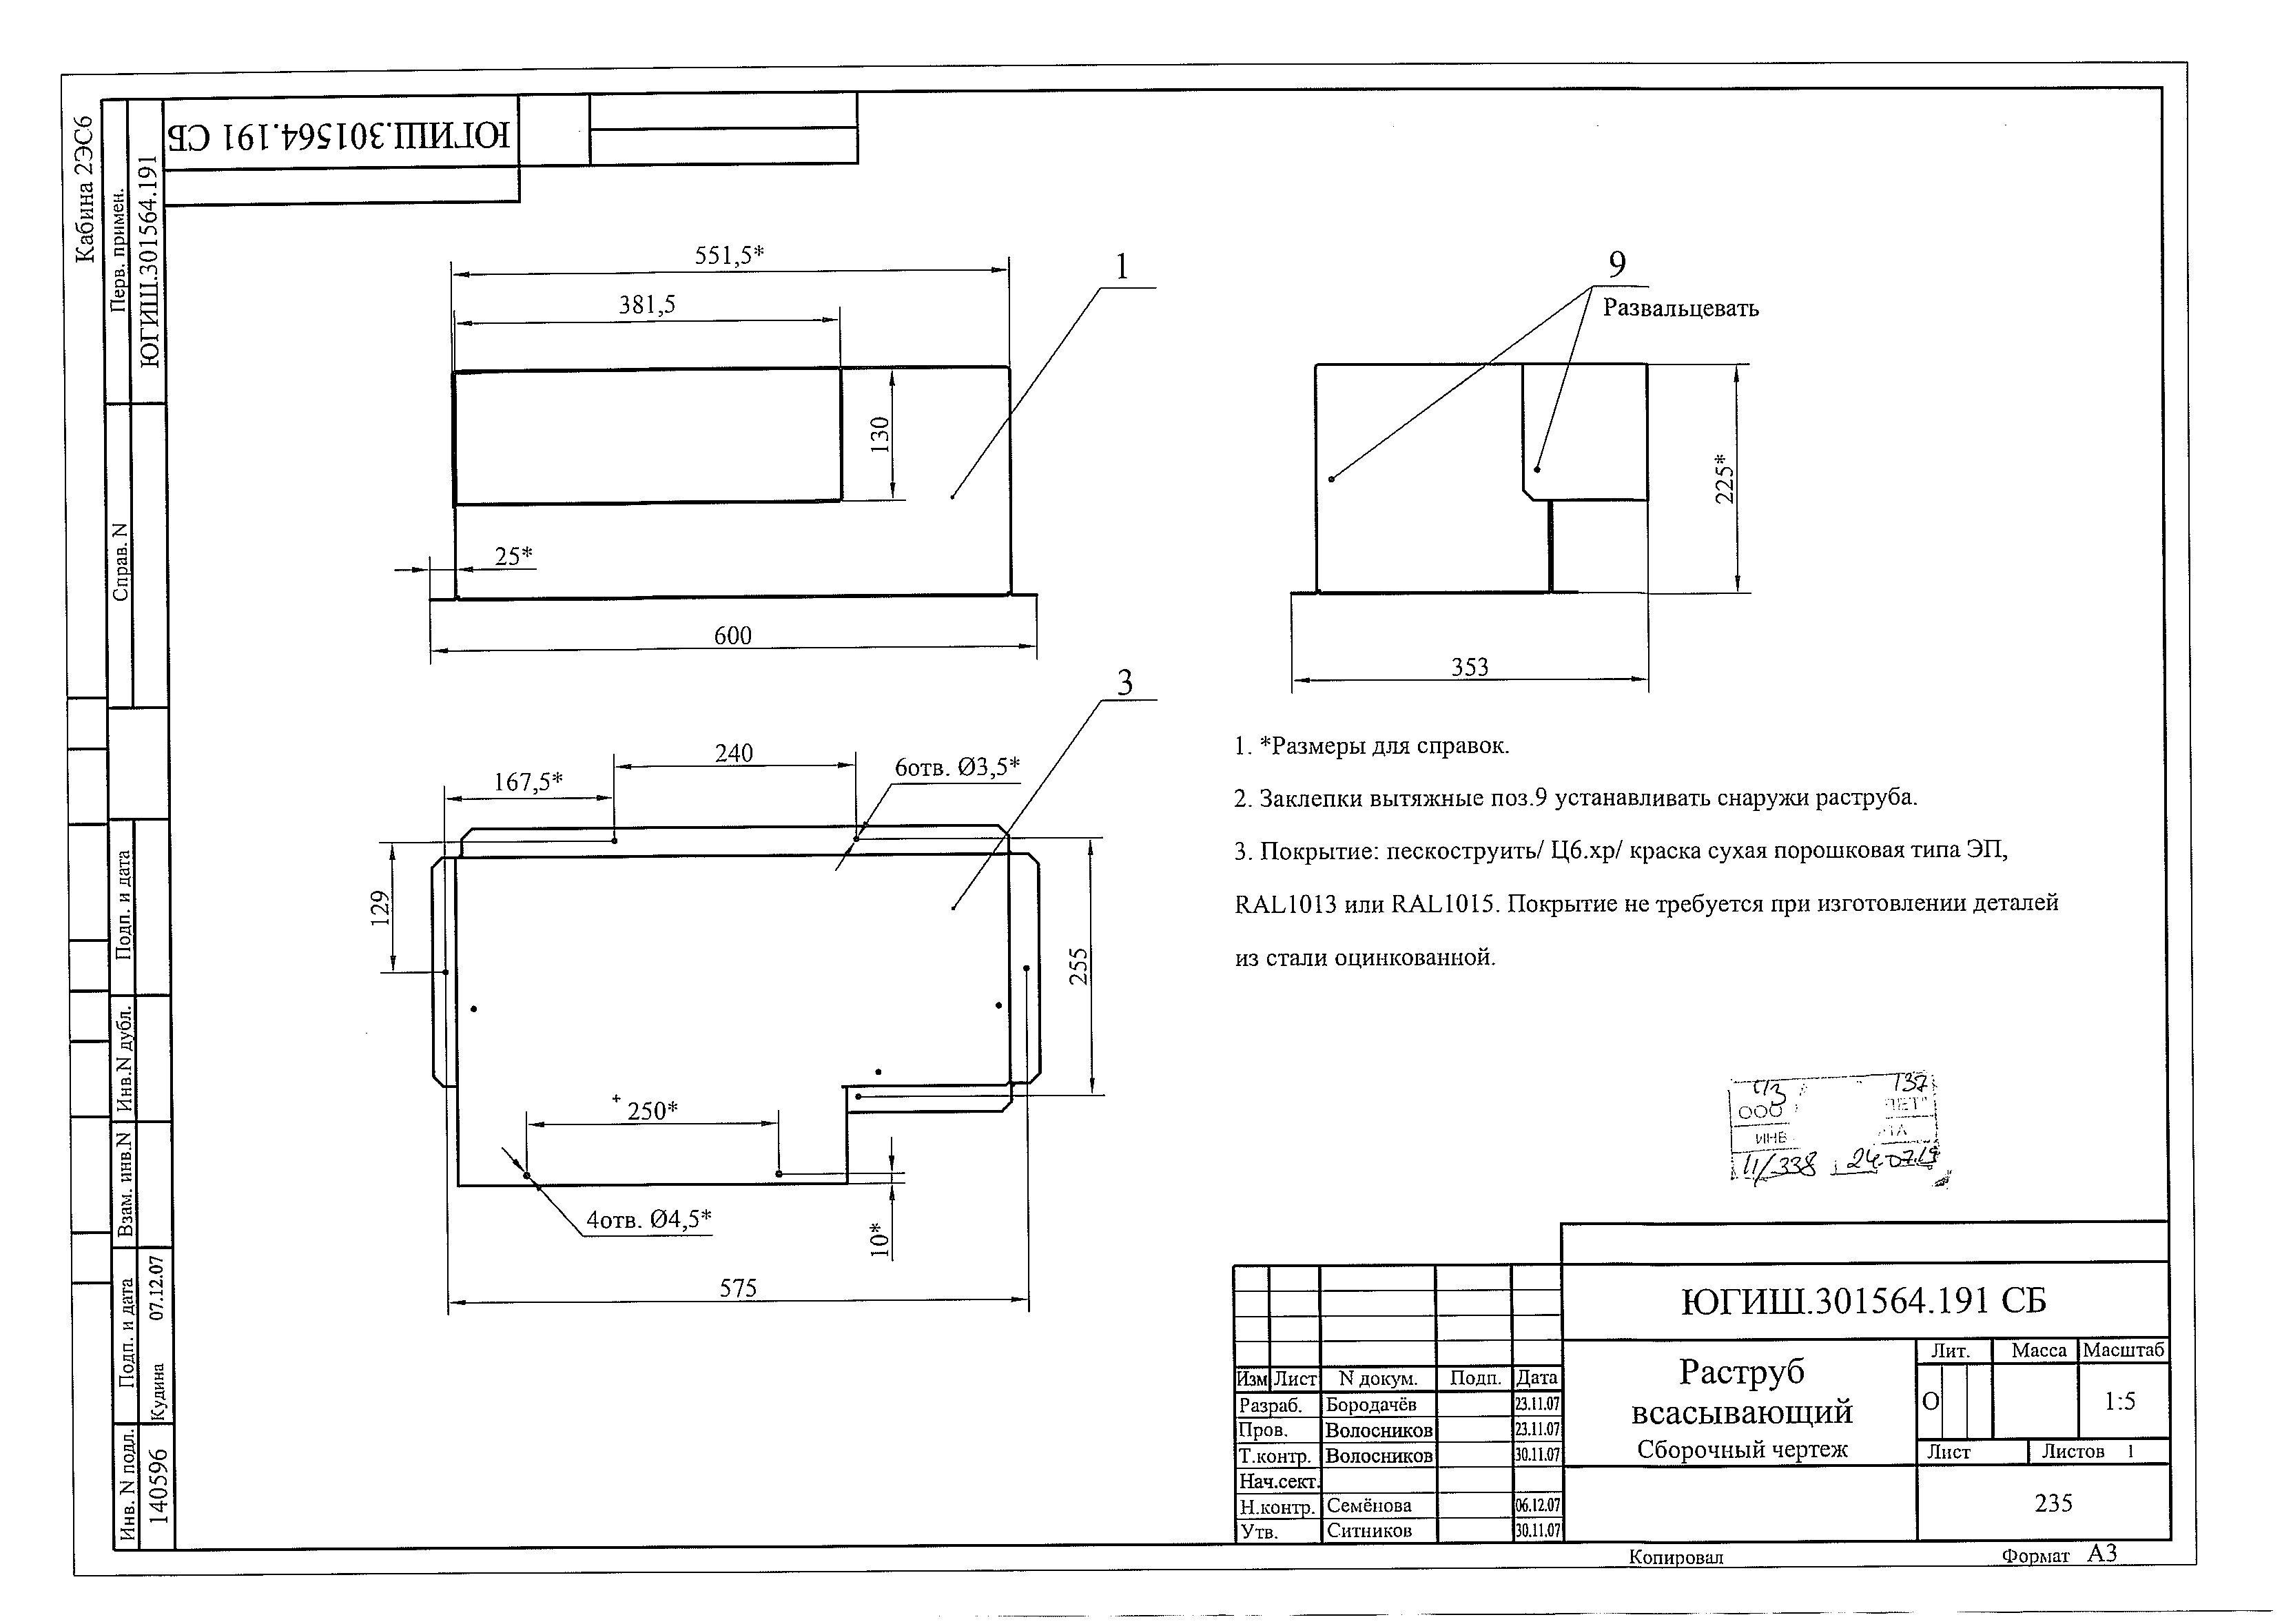 Кабина 2ЭС6
Перв. примен.
ЮГИШ.301564.191
ЮГИШ.301564.191 СБ
Справ. N
Подп. и дата
Инв.N дубл.
Взам. инв.N
Подп. и дата
Кудина 07.12.07
Инв. N подл.
140596
551,5*
381,5
1
130
25*
600
9
Развальцевать
225*
353
3
240
167,5*
6отв. Ø3,5*
129
255
250*
4отв. Ø4,5*
10*
575
1. *Размеры для справок.
2. Заклепки вытяжные поз.9 устанавливать снаружи раструба.
3. Покрытие: пескоструить/ Ц6.хр/ краска сухая порошковая типа ЭП,
RAL1013 или RAL1015. Покрытие не требуется при изготовлении деталей
из стали оцинкованной.
137
ООО
ИНВ
11/338 24.07.19
ЮГИШ.301564.191 СБ
Изм Лист N докум. Подп. Дата
Разраб. Бородачёв 23.11.07
Пров. Волосников 23.11.07
Т.контр. Волосников 30.11.07
Нач.сект.
Н.контр. Семёнова 06.12.07
Утв. Ситников 30.11.07
Раструб
всасывающий
Сборочный чертеж
Лит. Масса Масштаб
О 1:5
Лист Листов 1
235
Копировал Формат А3